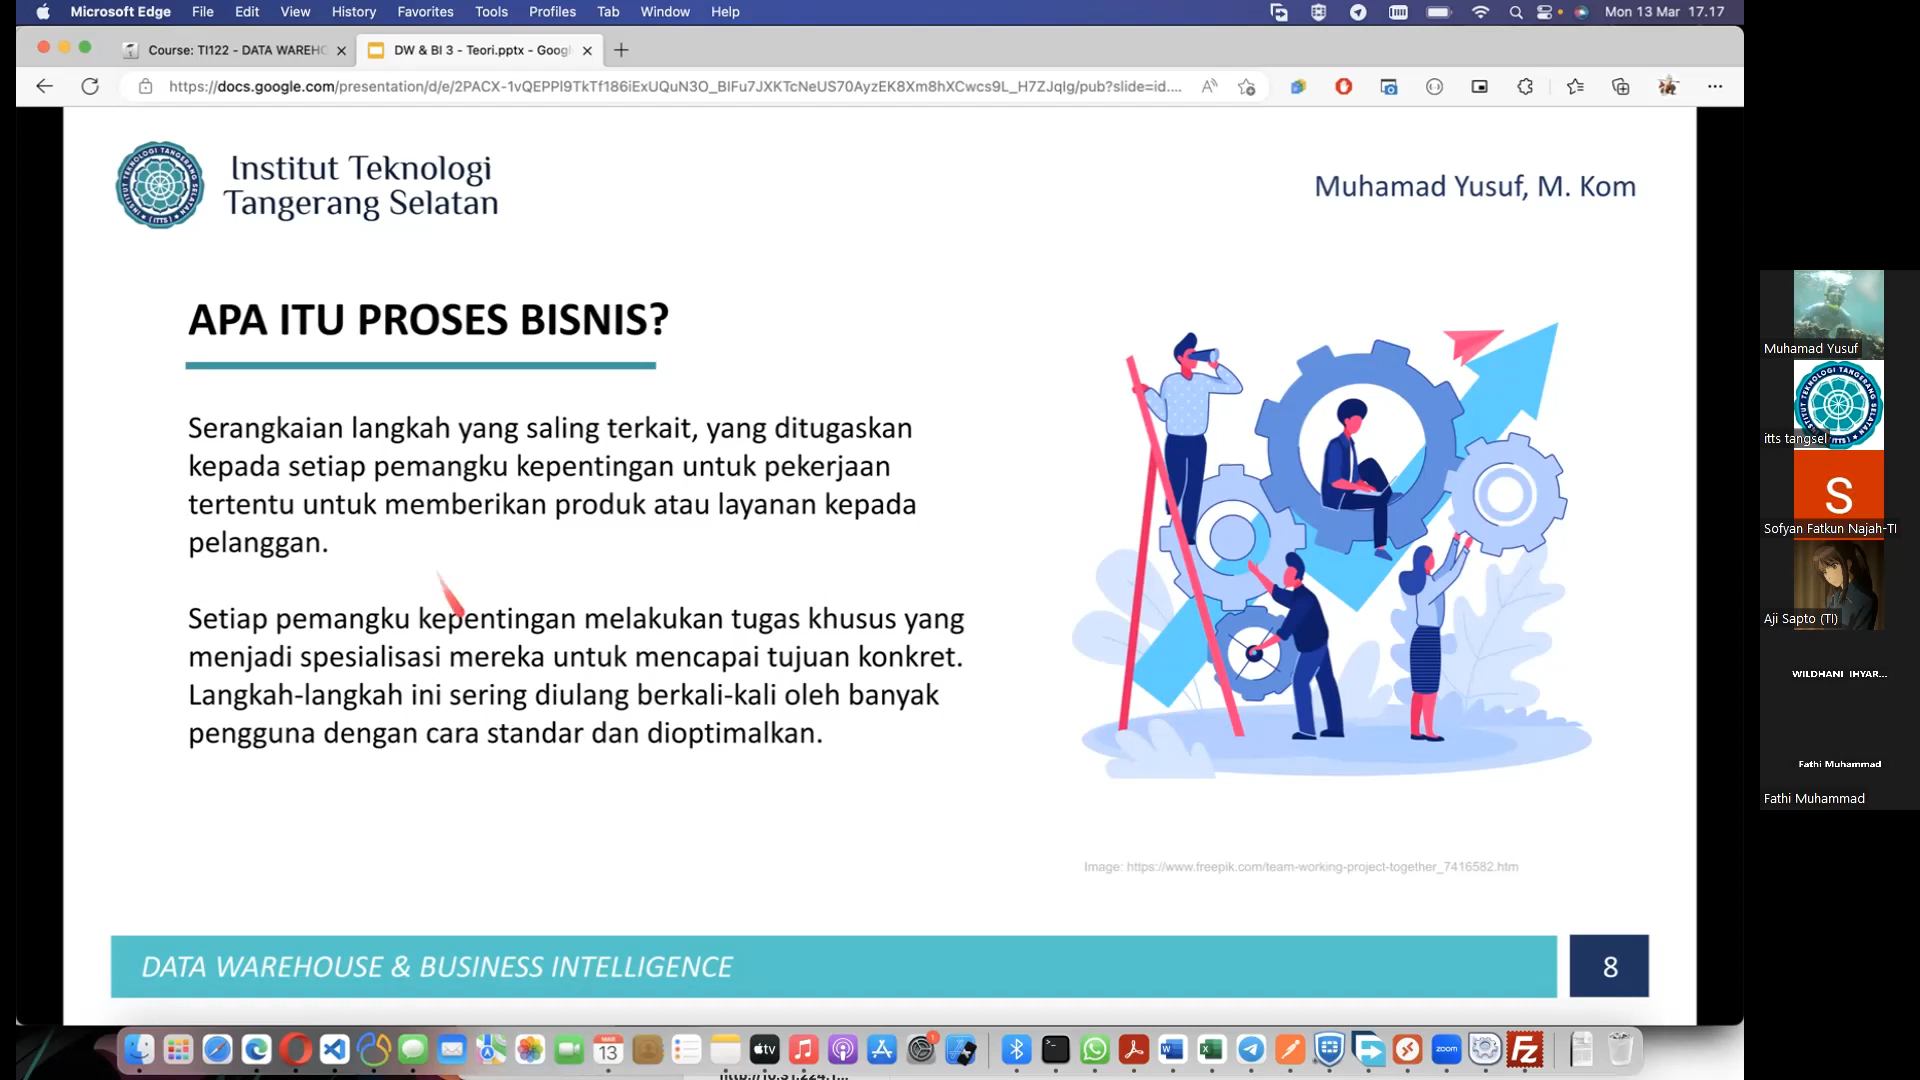 Microsoft Edge File Edit View History Favorites Tools Profiles Tab Window Help Mon 13 Mar 17.17
Course: TI122 - DATA WAREHO
DW & BI 3 - Teori.pptx - Googl
https://docs.google.com/presentation/d/e/2PACX-1vQEPPl9TkTf186iExUQuN3O_BIFu7JXKTcNeUS70AyzEK8Xm8hXCwcs9L_H7ZJqIg/pub?slide=id....
Institut Teknologi
Tangerang Selatan
Muhamad Yusuf, M. Kom
APA ITU PROSES BISNIS?
Serangkaian langkah yang saling terkait, yang ditugaskan
kepada setiap pemangku kepentingan untuk pekerjaan
tertentu untuk memberikan produk atau layanan kepada
pelanggan.
Setiap pemangku kepentingan melakukan tugas khusus yang
menjadi spesialisasi mereka untuk mencapai tujuan konkret.
Langkah-langkah ini sering diulang berkali-kali oleh banyak
pengguna dengan cara standar dan dioptimalkan.
Image: https://www.freepik.com/team-working-project-together_7416582.htm
DATA WAREHOUSE & BUSINESS INTELLIGENCE
8
Muhamad Yusuf
itts tangsel
S
Sofyan Fatkun Najah-TI
Aji Sapto (TI)
WILDHANI IHYAR...
Fathi Muhammad
Fathi Muhammad
MAR
13
tv
zoom